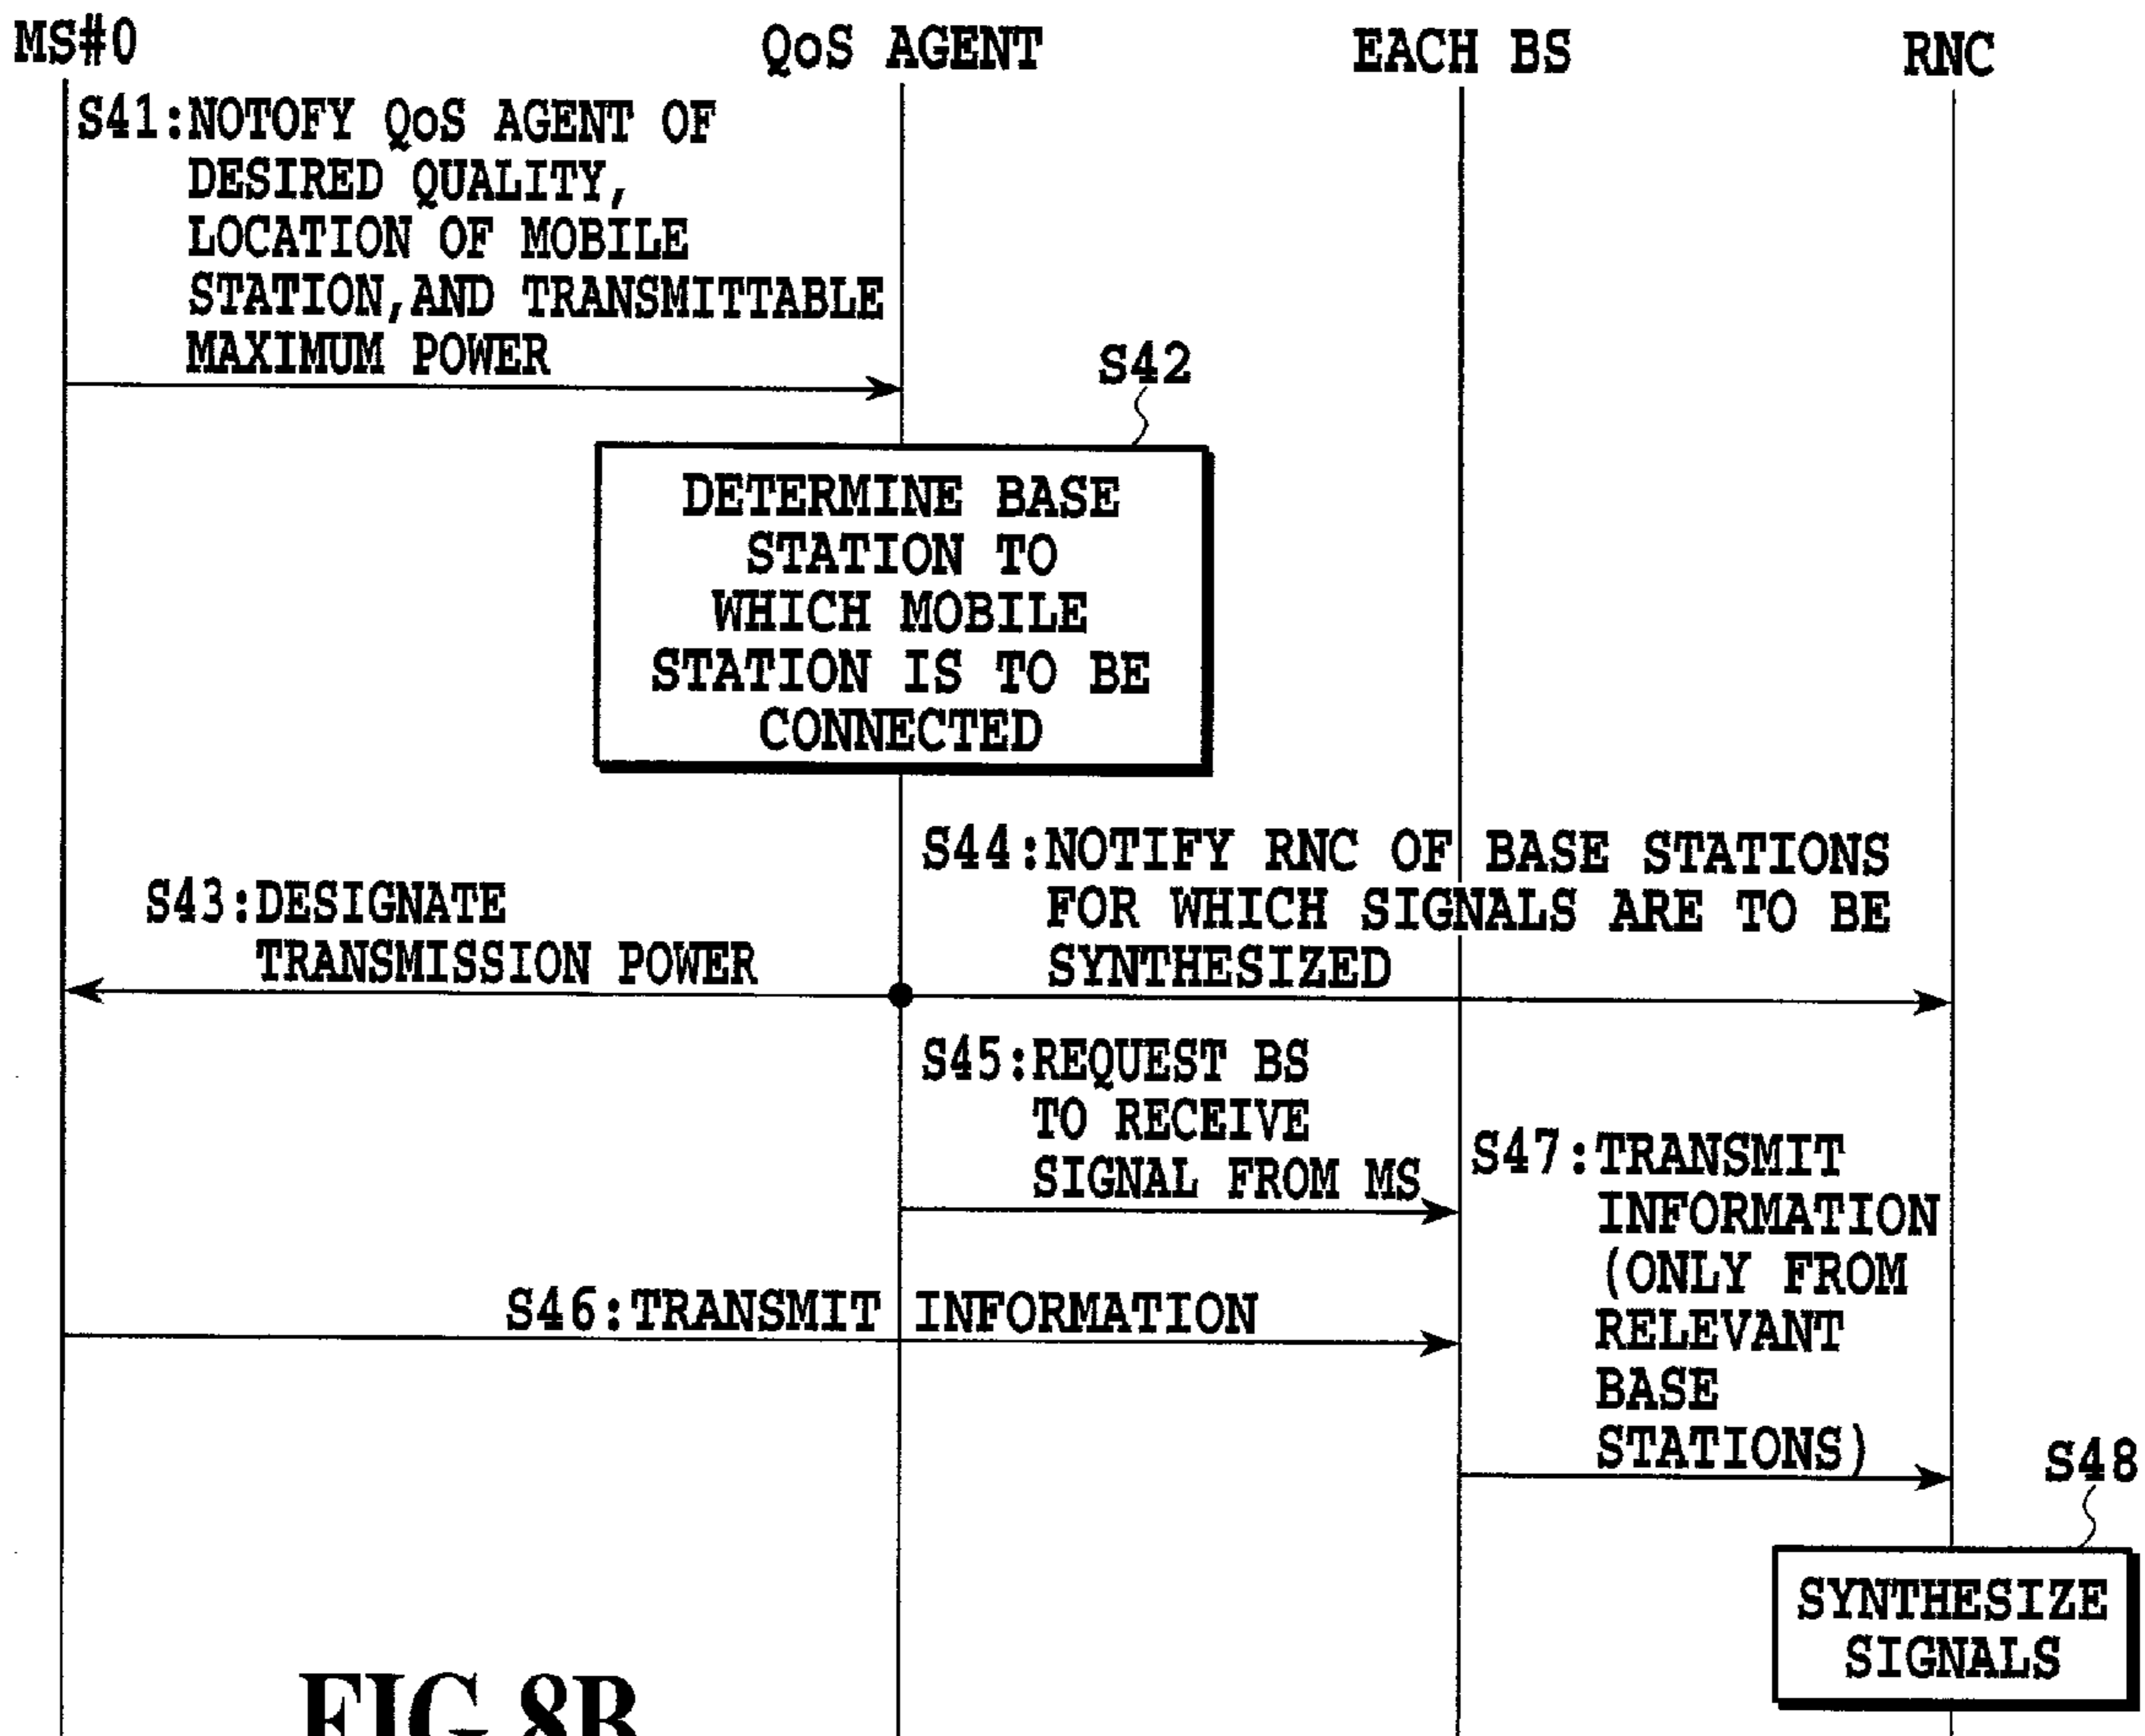 MS#0
QoS AGENT
EACH BS
RNC
S41:NOTOFY QoS AGENT OF
DESIRED QUALITY,
LOCATION OF MOBILE
STATION,AND TRANSMITTABLE
MAXIMUM POWER
S42
DETERMINE BASE
STATION TO
WHICH MOBILE
STATION IS TO BE
CONNECTED
S43:DESIGNATE
TRANSMISSION POWER
S44:NOTIFY RNC OF BASE STATIONS
FOR WHICH SIGNALS ARE TO BE
SYNTHESIZED
S45:REQUEST BS
TO RECEIVE
SIGNAL FROM MS
S46:TRANSMIT INFORMATION
S47:TRANSMIT
INFORMATION
(ONLY FROM
RELEVANT
BASE
STATIONS)
S48
SYNTHESIZE
SIGNALS
FIG.8B